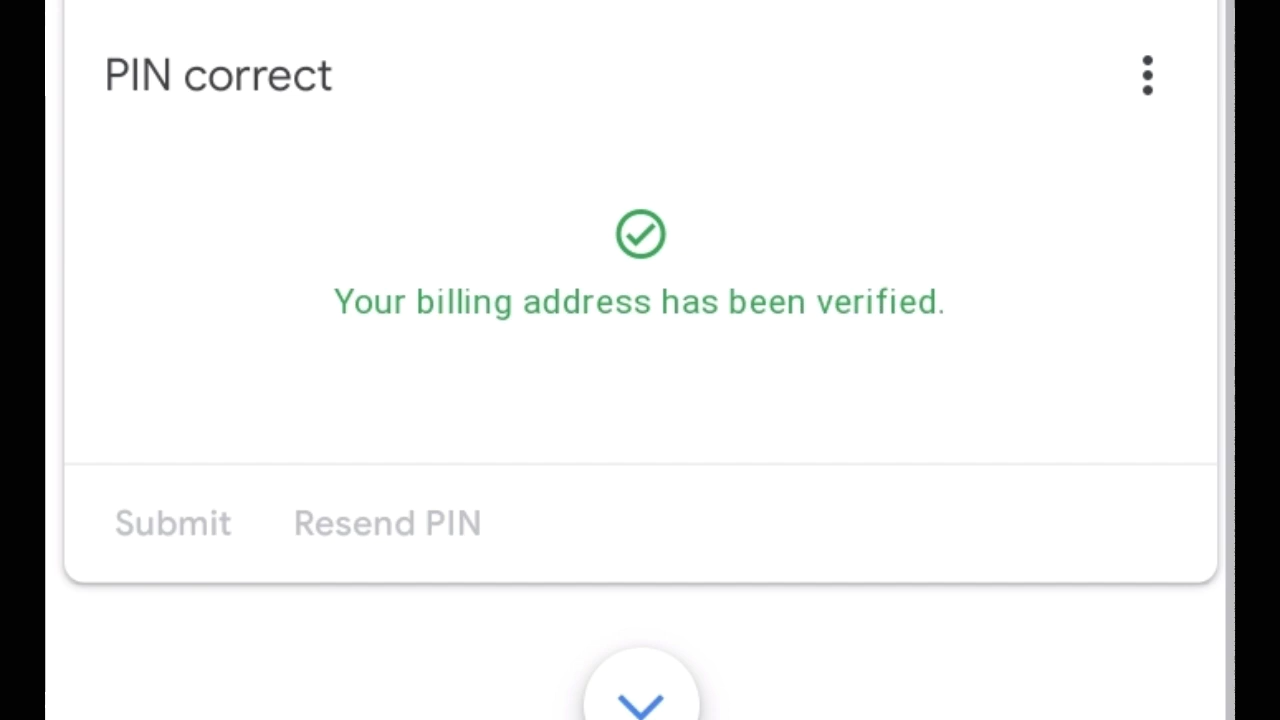 PIN correct
Your billing address has been verified.
Submit Resend PIN